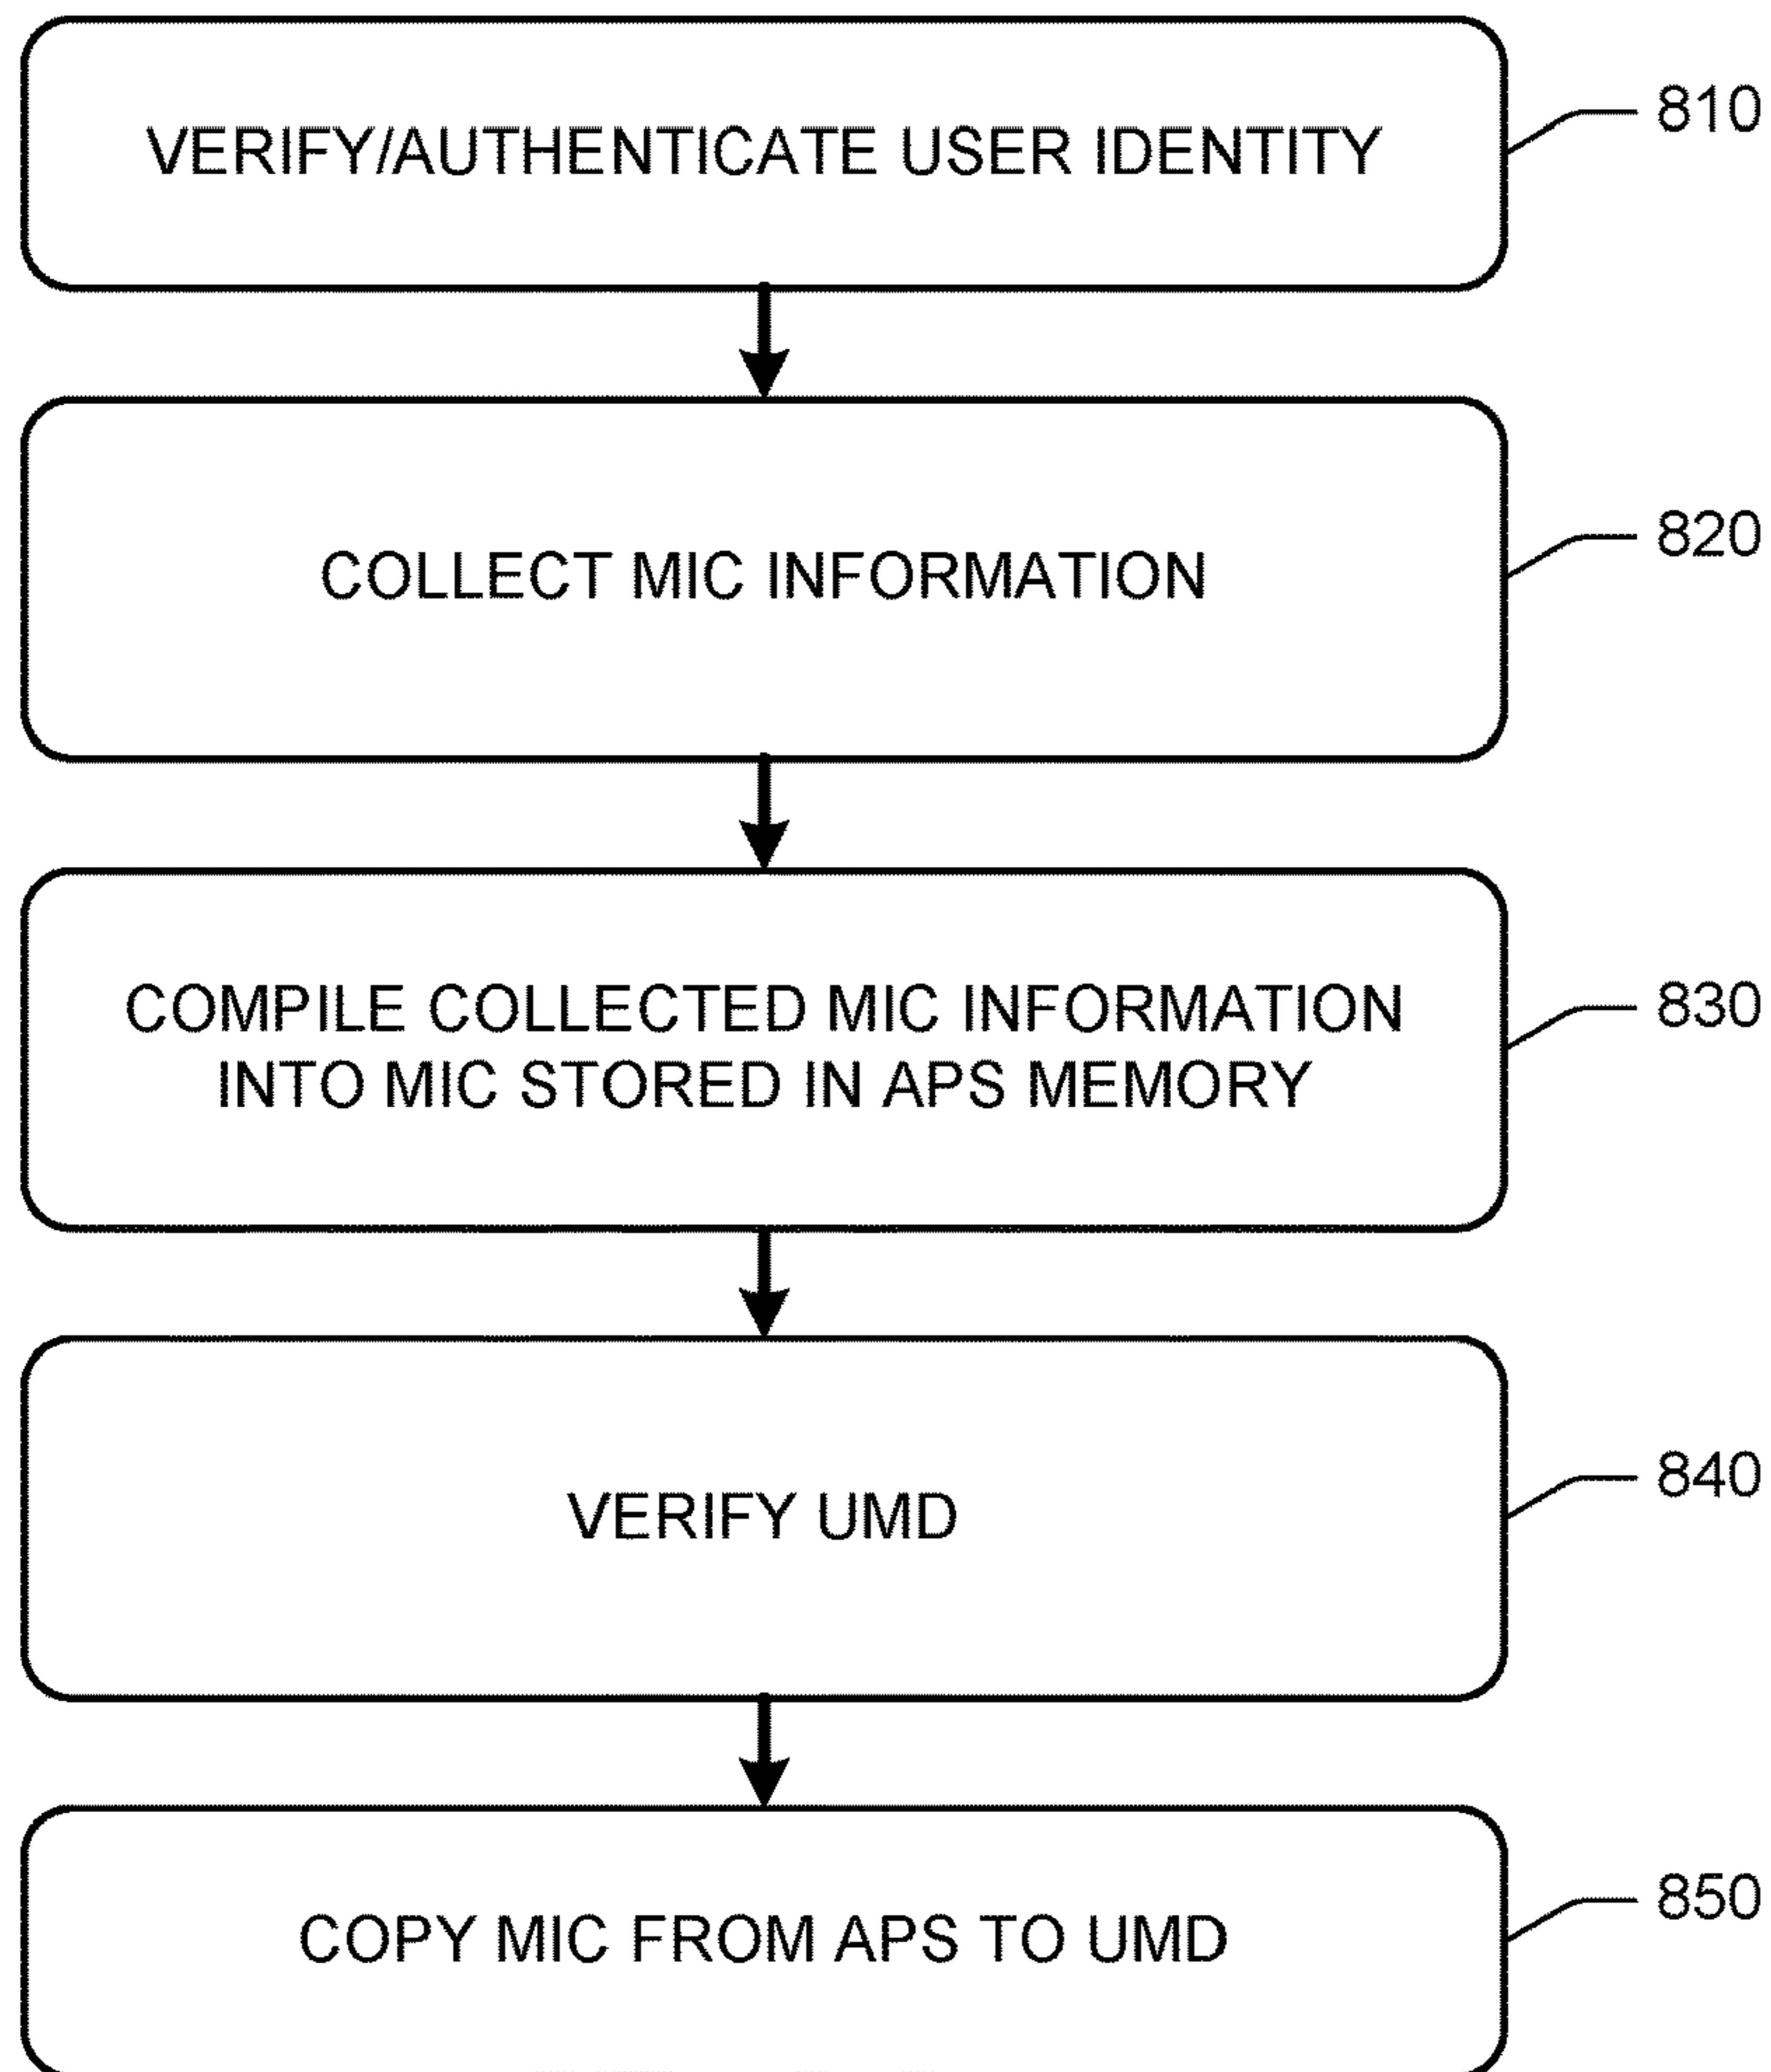 VERIFY/AUTHENTICATE USER IDENTITY
810
COLLECT MIC INFORMATION
820
COMPILE COLLECTED MIC INFORMATION
INTO MIC STORED IN APS MEMORY
830
VERIFY UMD
840
COPY MIC FROM APS TO UMD
850